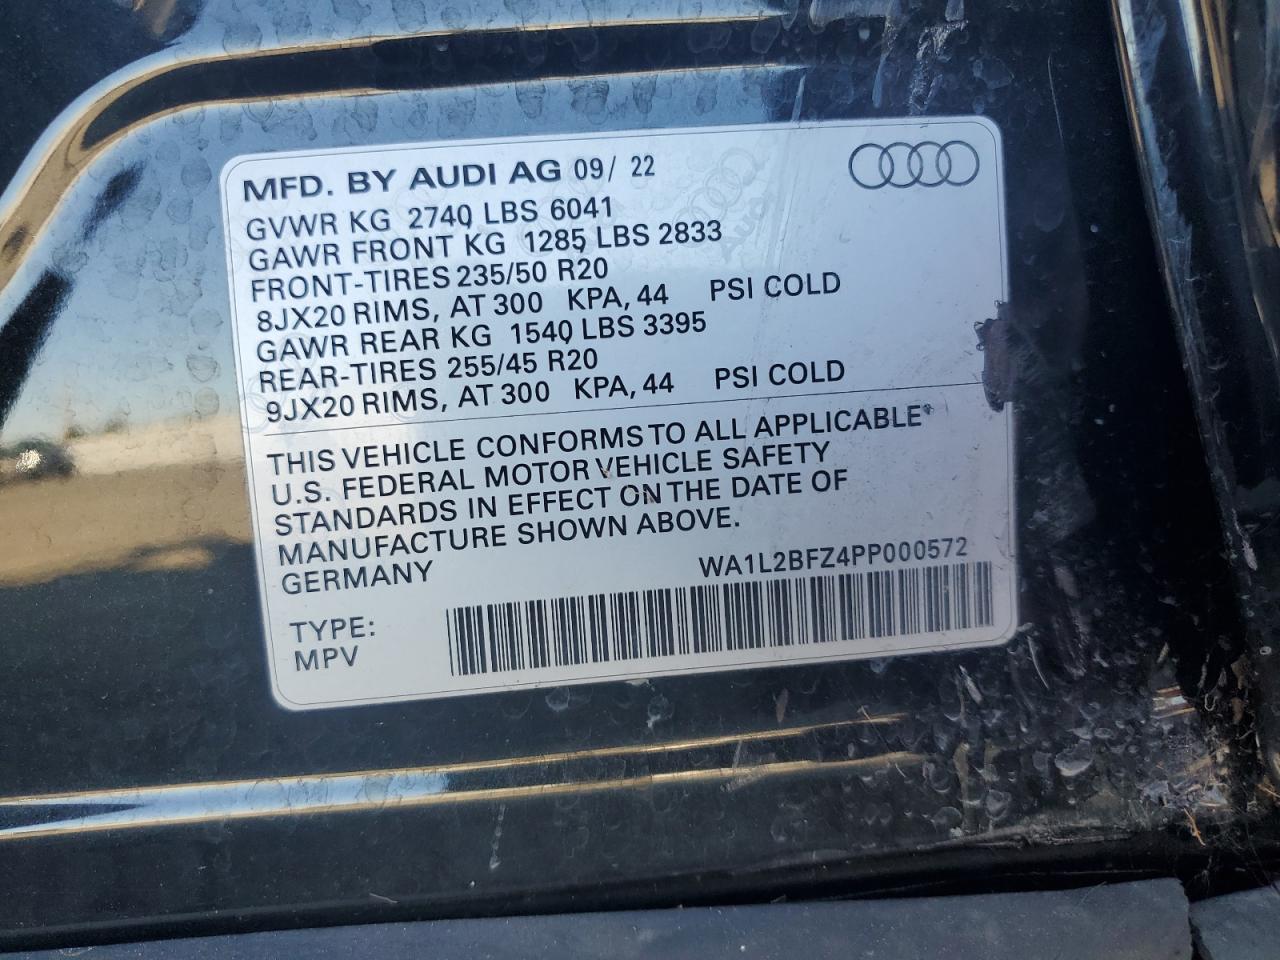 MFD. BY AUDI AG 09/ 22
GVWR KG 2740 LBS 6041
GAWR FRONT KG 1285 LBS 2833
FRONT-TIRES 235/50 R20
8JX20 RIMS, AT 300 KPA, 44 PSI COLD
GAWR REAR KG 1540 LBS 3395
REAR-TIRES 255/45 R20
9JX20 RIMS, AT 300 KPA, 44 PSI COLD
THIS VEHICLE CONFORMS TO ALL APPLICABLE
U.S. FEDERAL MOTOR VEHICLE SAFETY
STANDARDS IN EFFECT ON THE DATE OF
MANUFACTURE SHOWN ABOVE.
GERMANY
WA1L2BFZ4PP000572
TYPE:
MPV